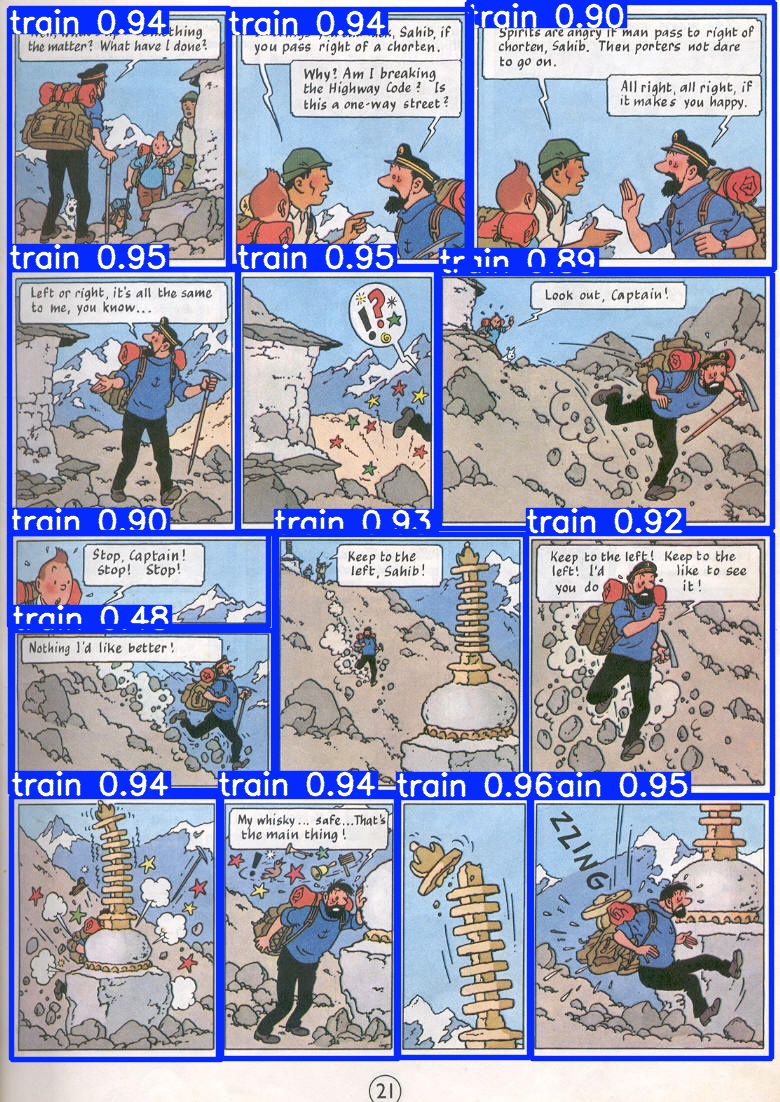 train 0.94
the matter? What have I done?
train 0.94
Sahib, if
you pass right of a chorten.
Why? Am I breaking
the Highway Code? Is
this a one-way street?
train 0.90
Spirits are angry if man pass to right of
chorten, Sahib. Then porters not dare
to go on.
All right, all right, if
it makes you happy.
train 0.95
Left or right, it's all the same
to me, you know...
train 0.95
!?
train 0.89
Look out, Captain!
train 0.90
Stop, Captain!
Stop! Stop!
train 0.48
Nothing I'd like better!
train 0.93
Keep to the
left, Sahib!
train 0.92
Keep to the left! Keep to the
left! I'd like to see
you do it!
train 0.94
train 0.94
My whisky... safe...That's
the main thing!
train 0.96
ain 0.95
ZZING
21